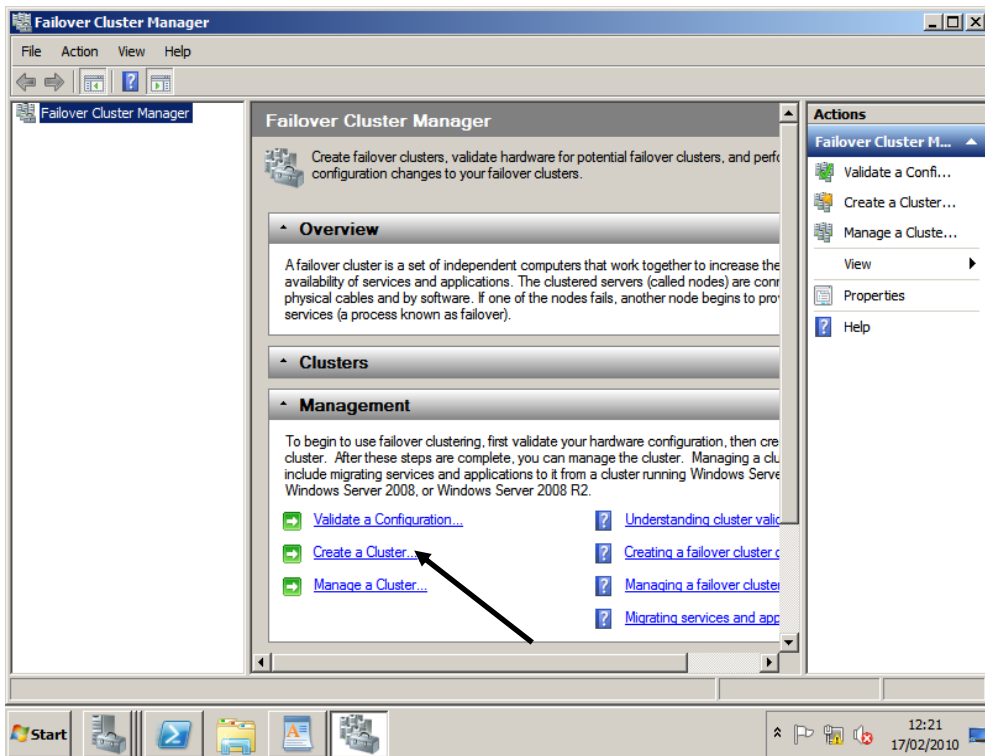 Failover Cluster Manager
File Action View Help
Failover Cluster Manager
Failover Cluster Manager
Create failover clusters, validate hardware for potential failover clusters, and perfo
configuration changes to your failover clusters.
Overview
A failover cluster is a set of independent computers that work together to increase the
availability of services and applications. The clustered servers (called nodes) are conn
physical cables and by software. If one of the nodes fails, another node begins to prov
services (a process known as failover).
Clusters
Management
To begin to use failover clustering, first validate your hardware configuration, then cre
cluster. After these steps are complete, you can manage the cluster. Managing a clu
include migrating services and applications to it from a cluster running Windows Serve
Windows Server 2008, or Windows Server 2008 R2.
Validate a Configuration...
Understanding cluster valid
Create a Cluster...
Creating a failover cluster o
Manage a Cluster...
Managing a failover cluster
Migrating services and app
Actions
Failover Cluster M...
Validate a Confi...
Create a Cluster...
Manage a Cluste...
View
Properties
Help
Start
12:21
17/02/2010